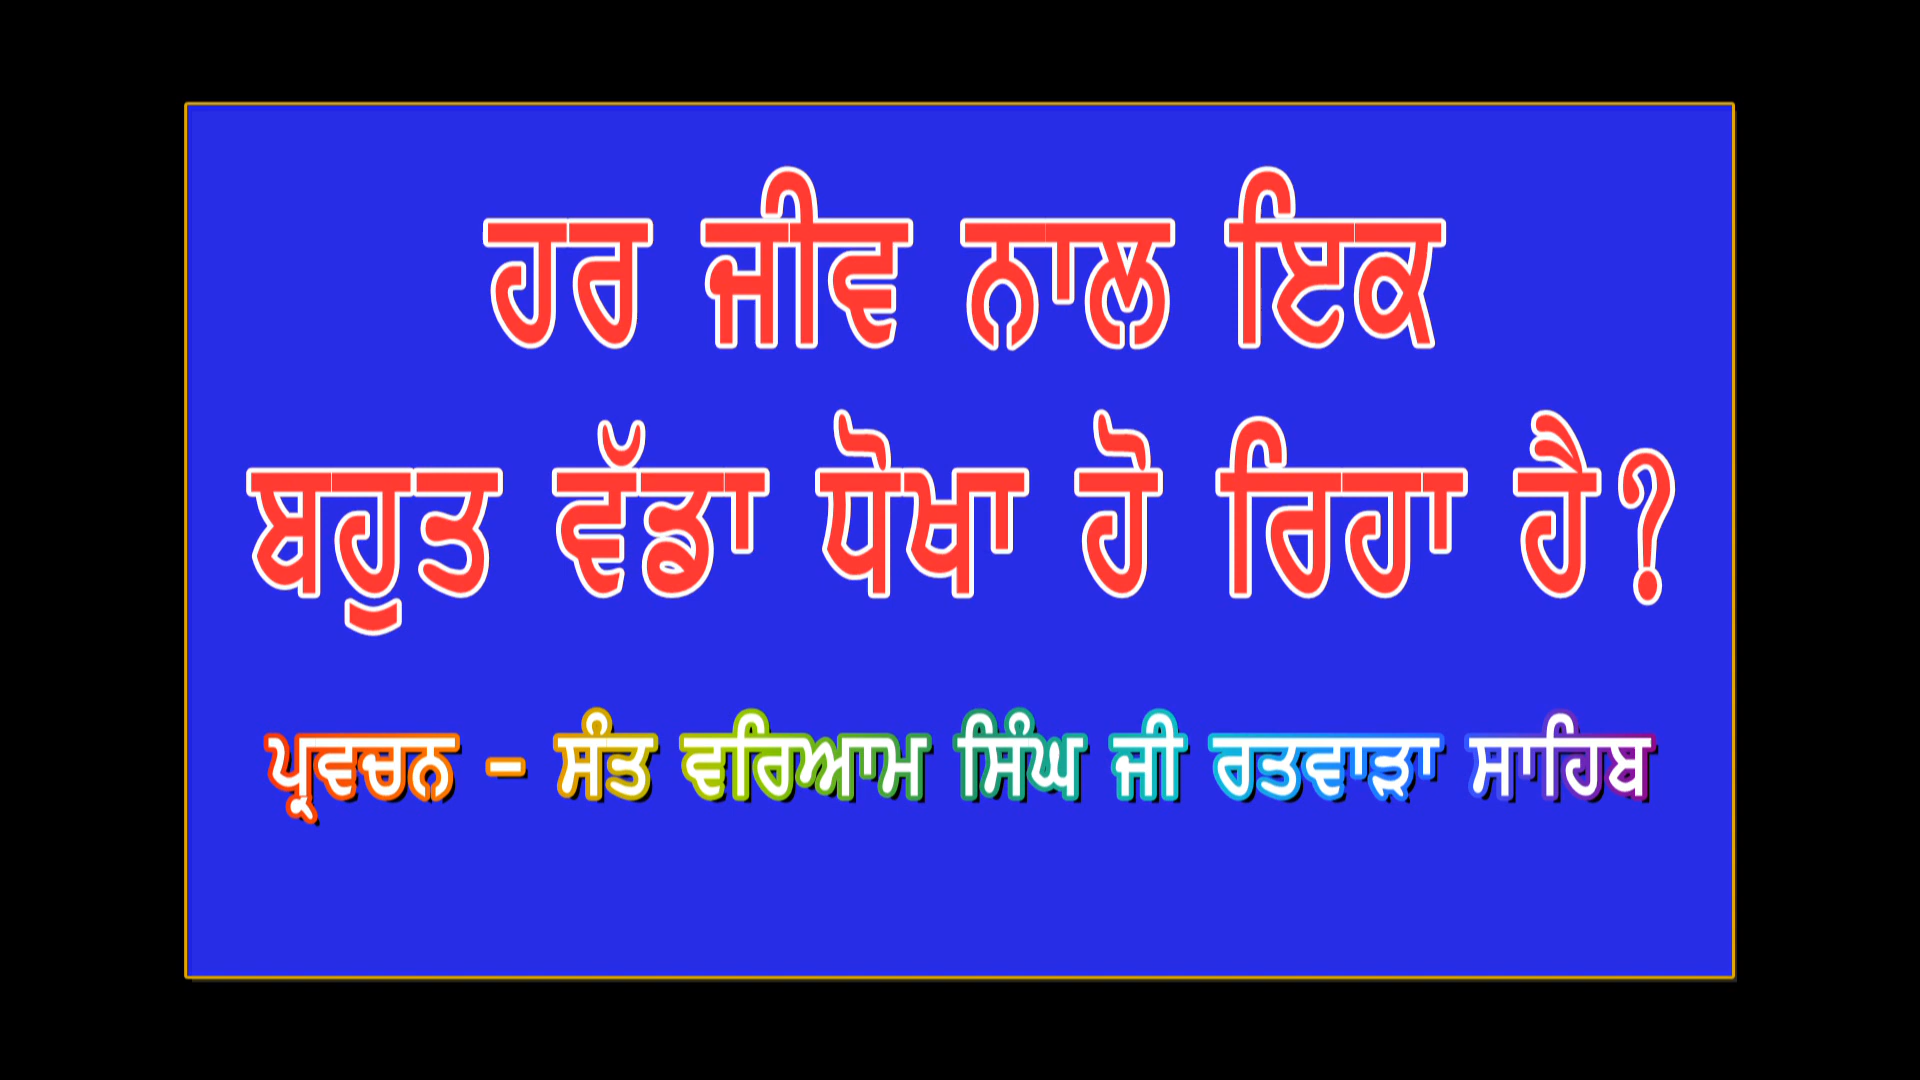 ਹਰ ਜੀਵ ਨਾਲ ਇਕ
ਬਹੁਤ ਵੱਡਾ ਧੋਖਾ ਹੋ ਰਿਹਾ ਹੈ?
ਪ੍ਰਵਚਨ - ਸੰਤ ਵਰਿਆਮ ਸਿੰਘ ਜੀ ਰਤਵਾੜਾ ਸਾਹਿਬ